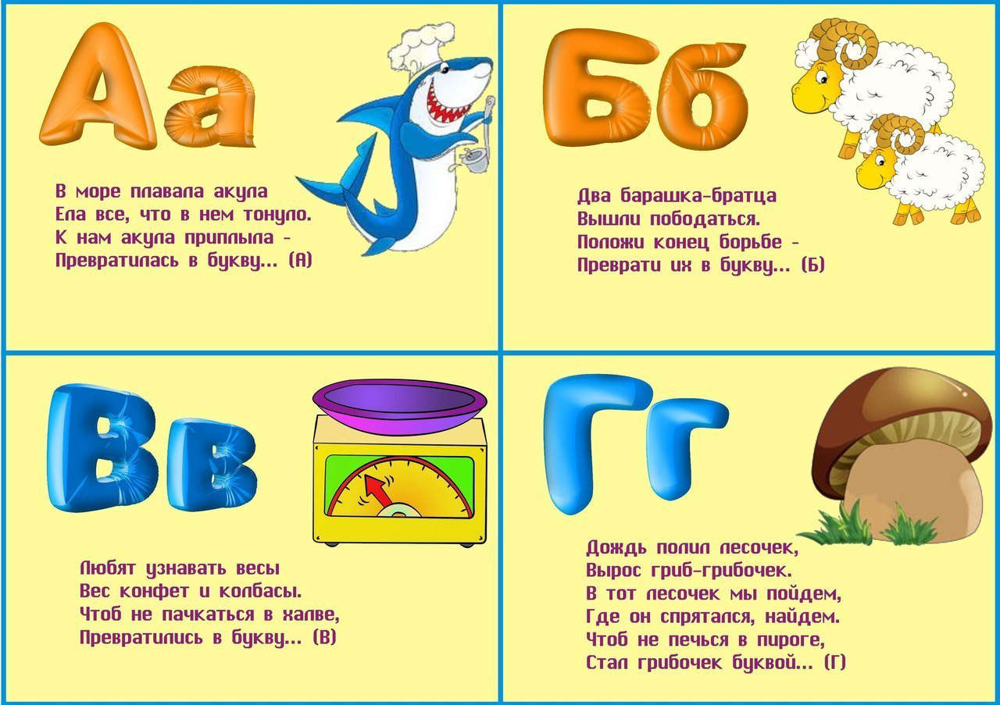 Аа
В море плавала акула
Ела все, что в нем тонуло.
К нам акула приплыла -
Превратилась в букву... (А)
Бб
Два барашка-братца
Вышли пободаться.
Положи конец борьбе -
Преврати их в букву... (Б)
Вв
Любят узнавать весы
Вес конфет и колбасы.
Чтоб не пачкаться в халве,
Превратились в букву... (В)
Гг
Дождь полил лесочек,
Вырос гриб-грибочек.
В тот лесочек мы пойдем,
Где он спрятался, найдем.
Чтоб не печься в пироге,
Стал грибочек буквой... (Г)